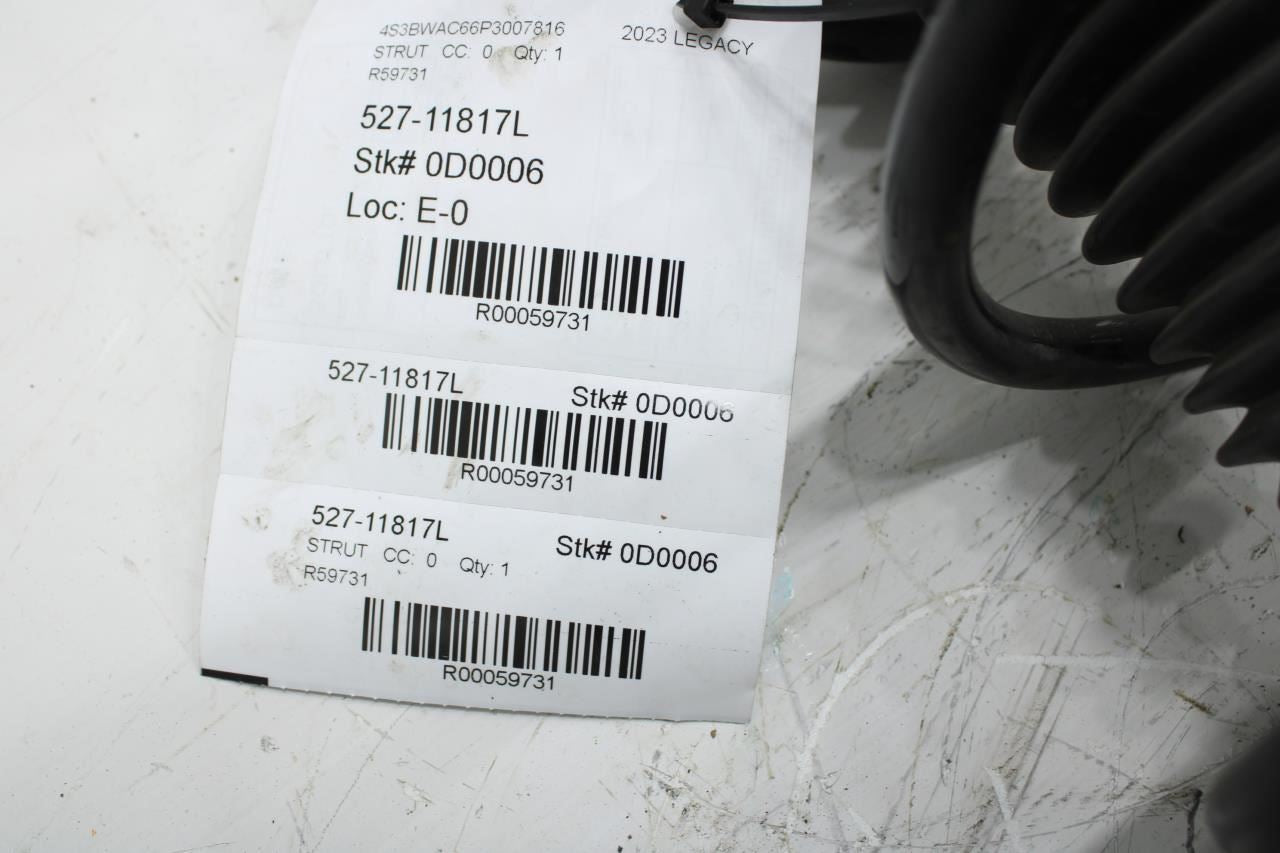 4S3BWAC66P3007816 2023 LEGACY
STRUT CC: 0 Qty: 1
R59731
527-11817L
Stk# 0D0006
Loc: E-0
R00059731
527-11817L Stk# 0D0006
R00059731
527-11817L Stk# 0D0006
STRUT CC: 0 Qty: 1
R59731
R00059731